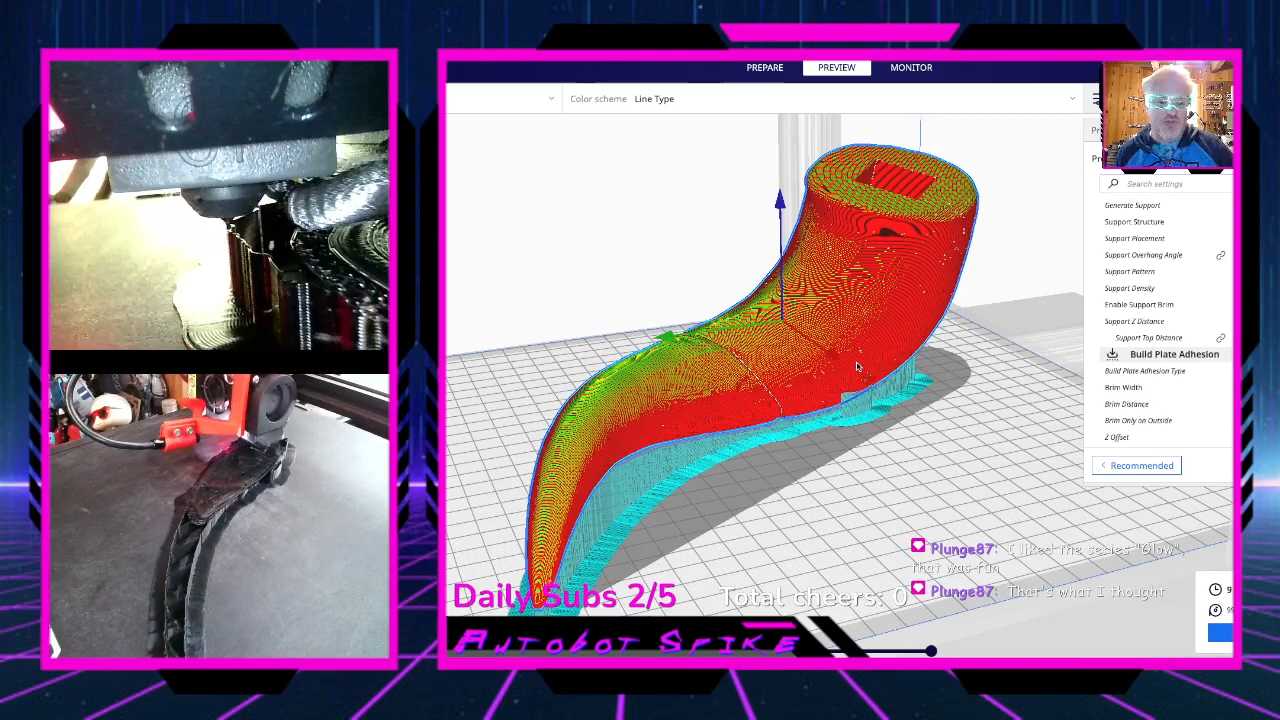 PREPARE PREVIEW MONITOR
Color scheme Line Type
Search settings
Generate Support
Support Structure
Support Placement
Support Overhang Angle
Support Pattern
Support Density
Enable Support Brim
Support Z Distance
Support Top Distance
Build Plate Adhesion
Build Plate Adhesion Type
Brim Width
Brim Distance
Brim Only on Outside
Z Offset
Recommended
Plunge87: I liked the series "Glow",
that was fun
Plunge87: That's what I thought
Daily Subs 2/5
Total cheers: 0
Autobot Spike